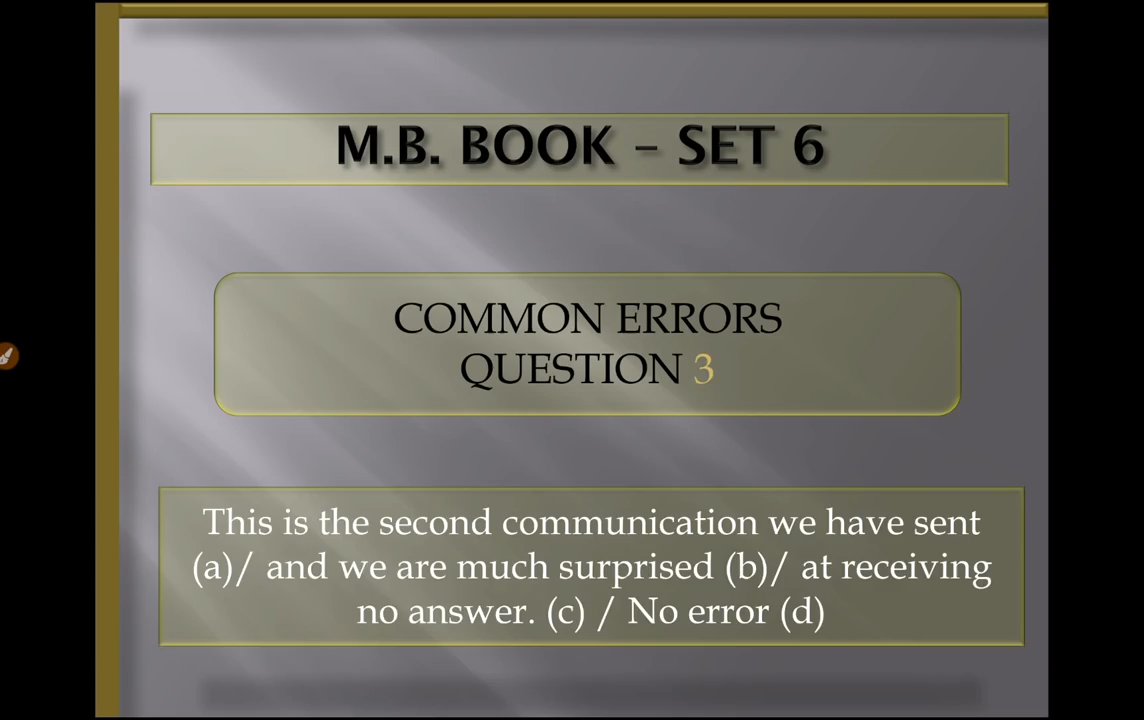 M.B. BOOK – SET 6
COMMON ERRORS
QUESTION 3
This is the second communication we have sent
(a)/ and we are much surprised (b)/ at receiving
no answer. (c) / No error (d)